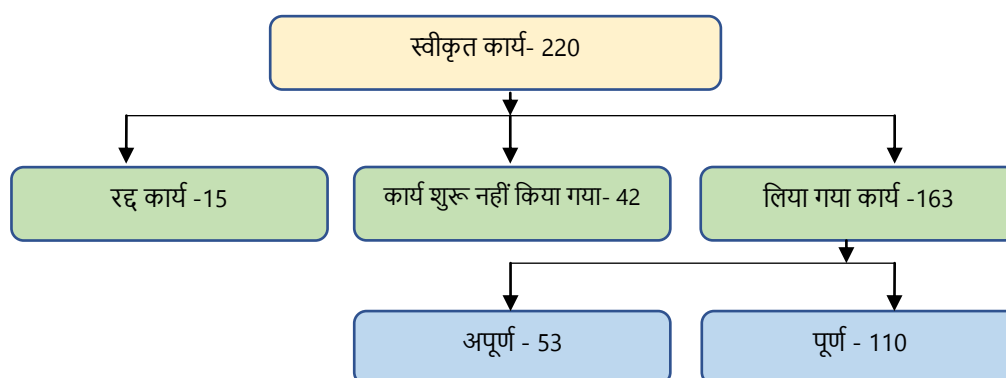 स्वीकृत कार्य- 220
रद्द कार्य -15
कार्य शुरू नहीं किया गया- 42
लिया गया कार्य -163
अपूर्ण - 53
पूर्ण - 110